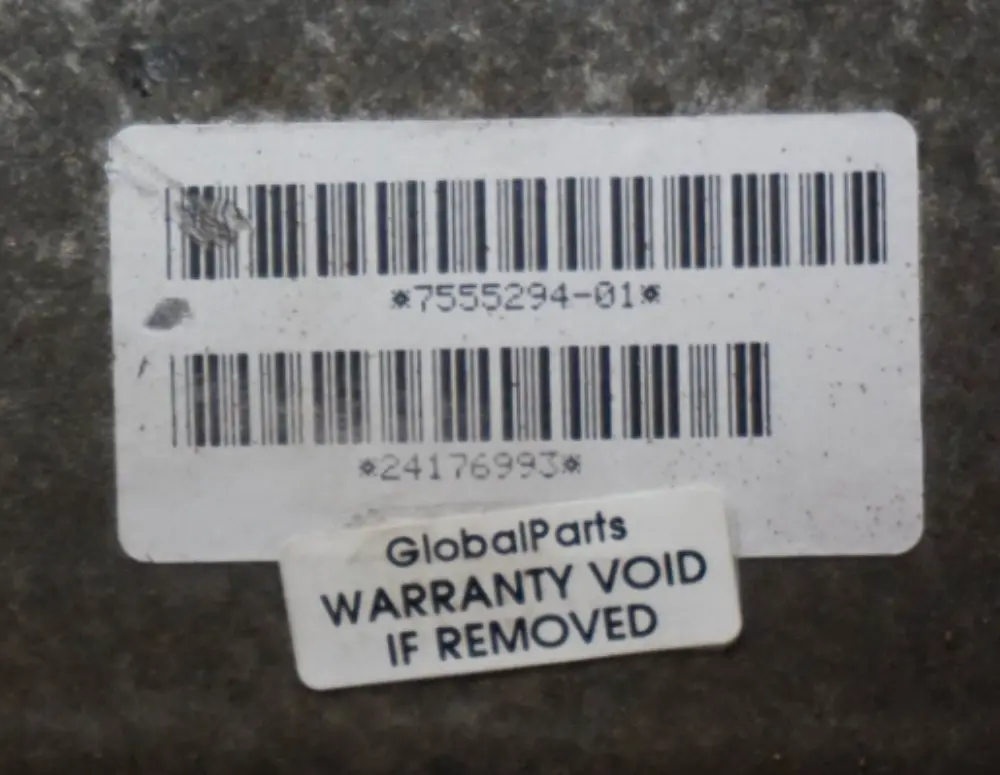 *7555294-01*
*24176993*
GlobalParts
WARRANTY VOID
IF REMOVED